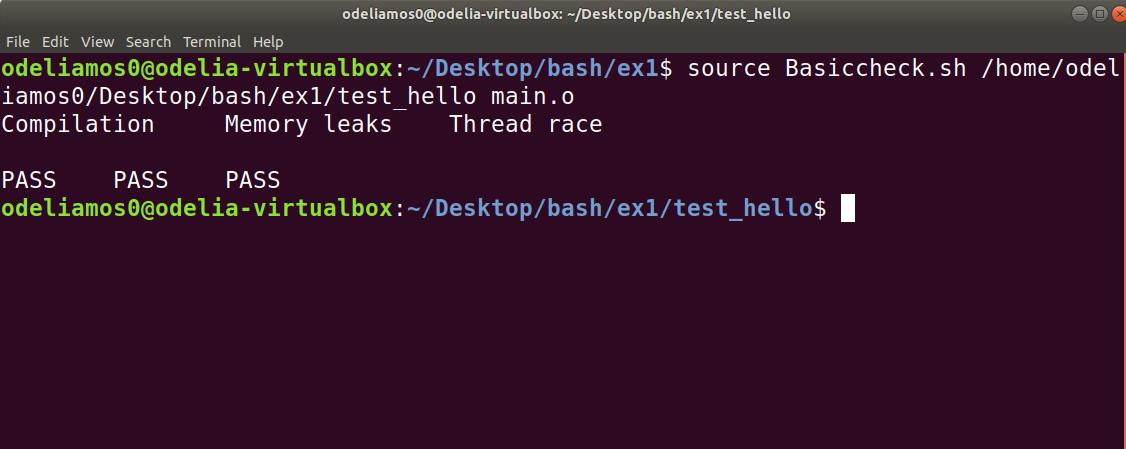 odeliamos0@odelia-virtualbox: ~/Desktop/bash/ex1/test_hello
File Edit View Search Terminal Help
odeliamos0@odelia-virtualbox:~/Desktop/bash/ex1$ source Basiccheck.sh /home/odel
iamos0/Desktop/bash/ex1/test_hello main.o
Compilation Memory leaks Thread race
PASS PASS PASS
odeliamos0@odelia-virtualbox:~/Desktop/bash/ex1/test_hello$